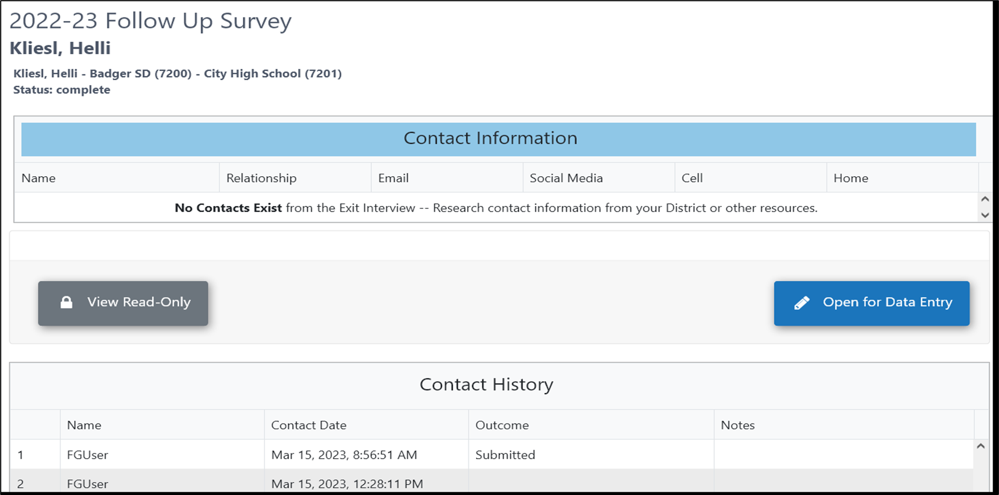 2022-23 Follow Up Survey
Kliesl, Helli
Kliesl, Helli - Badger SD (7200) - City High School (7201)
Status: complete
Contact Information
Name Relationship Email Social Media Cell Home
No Contacts Exist from the Exit Interview -- Research contact information from your District or other resources.
View Read-Only Open for Data Entry
Contact History
Name Contact Date Outcome Notes
1 FGUser Mar 15, 2023, 8:56:51 AM Submitted
2 FGUser Mar 15, 2023, 12:28:11 PM